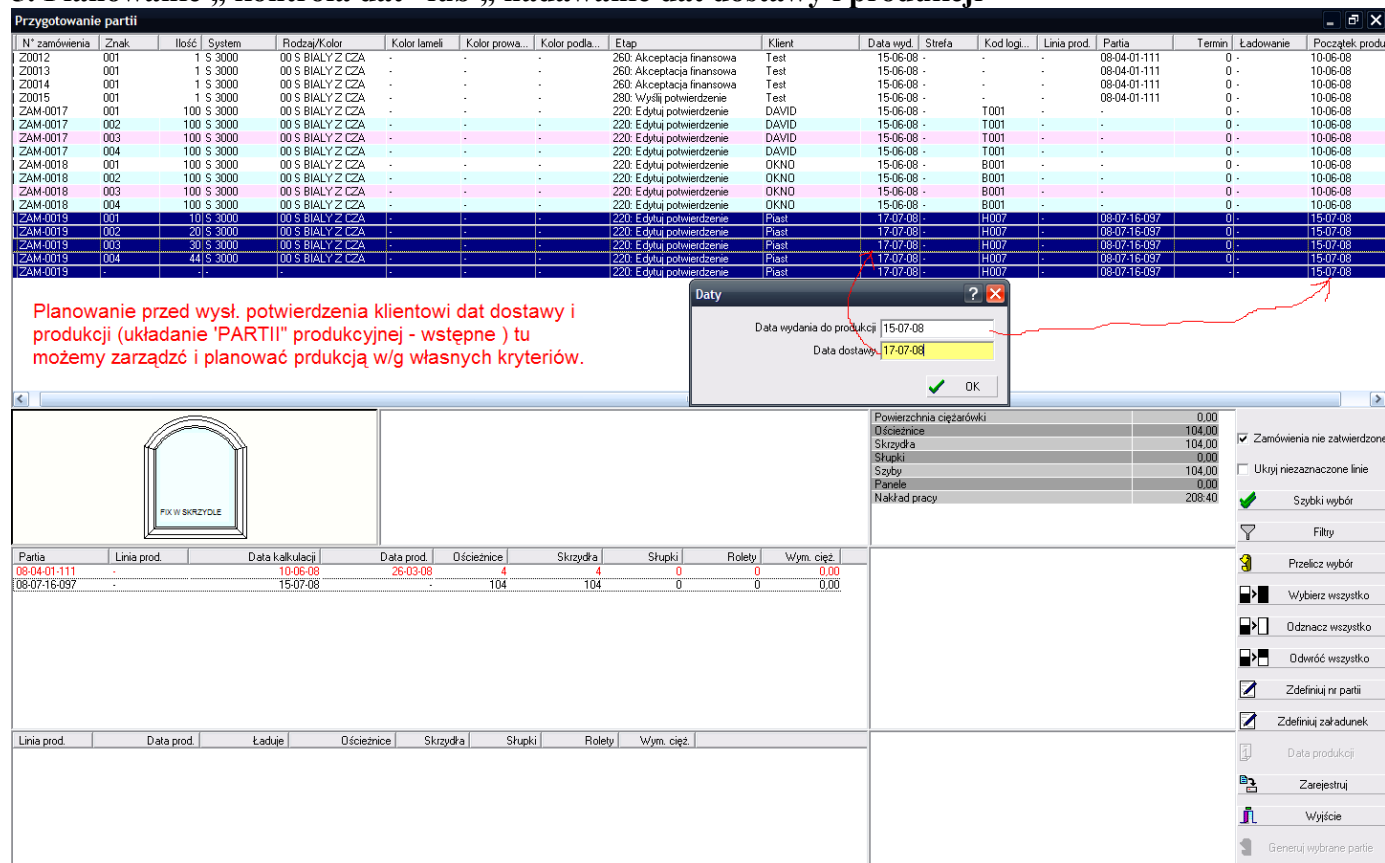 3. Planowanie „ kontrola dat" lub „ nadawanie dat dostawy i produkcji
Przygotowanie partii
N° zamówienia Znak Ilość System Rodzaj/Kolor Kolor lameli Kolor prowa... Kolor podla... Etap Klient Data wyd. Strefa Kod logi... Linia prod. Partia Termin Ładowanie Początek produ
Z0012 001 1 S 3000 00 S BIALY Z CZA - - - 260: Akceptacja finansowa Test 15-06-08 - - - 08-04-01-111 0 - 10-06-08
Z0013 001 1 S 3000 00 S BIALY Z CZA - - - 260: Akceptacja finansowa Test 15-06-08 - - - 08-04-01-111 0 - 10-06-08
Z0014 001 1 S 3000 00 S BIALY Z CZA - - - 260: Akceptacja finansowa Test 15-06-08 - - - 08-04-01-111 0 - 10-06-08
Z0015 001 1 S 3000 00 S BIALY Z CZA - - - 280: Wyślij potwierdzenie Test 15-06-08 - - - 08-04-01-111 0 - 10-06-08
ZAM-0017 001 100 S 3000 00 S BIALY Z CZA - - - 220: Edytuj potwierdzenie DAVID 15-06-08 - T001 - - 0 - 10-06-08
ZAM-0017 002 100 S 3000 00 S BIALY Z CZA - - - 220: Edytuj potwierdzenie DAVID 15-06-08 - T001 - - 0 - 10-06-08
ZAM-0017 003 100 S 3000 00 S BIALY Z CZA - - - 220: Edytuj potwierdzenie DAVID 15-06-08 - T001 - - 0 - 10-06-08
ZAM-0017 004 100 S 3000 00 S BIALY Z CZA - - - 220: Edytuj potwierdzenie DAVID 15-06-08 - T001 - - 0 - 10-06-08
ZAM-0018 001 100 S 3000 00 S BIALY Z CZA - - - 220: Edytuj potwierdzenie OKNO 15-06-08 - B001 - - 0 - 10-06-08
ZAM-0018 002 100 S 3000 00 S BIALY Z CZA - - - 220: Edytuj potwierdzenie OKNO 15-06-08 - B001 - - 0 - 10-06-08
ZAM-0018 003 100 S 3000 00 S BIALY Z CZA - - - 220: Edytuj potwierdzenie OKNO 15-06-08 - B001 - - 0 - 10-06-08
ZAM-0018 004 100 S 3000 00 S BIALY Z CZA - - - 220: Edytuj potwierdzenie OKNO 15-06-08 - B001 - - 0 - 10-06-08
ZAM-0019 001 10 S 3000 00 S BIALY Z CZA - - - 220: Edytuj potwierdzenie Piast 17-07-08 - H007 - 08-07-16-097 0 - 15-07-08
ZAM-0019 002 20 S 3000 00 S BIALY Z CZA - - - 220: Edytuj potwierdzenie Piast 17-07-08 - H007 - 08-07-16-097 0 - 15-07-08
ZAM-0019 003 30 S 3000 00 S BIALY Z CZA - - - 220: Edytuj potwierdzenie Piast 17-07-08 - H007 - 08-07-16-097 0 - 15-07-08
ZAM-0019 004 44 S 3000 00 S BIALY Z CZA - - - 220: Edytuj potwierdzenie Piast 17-07-08 - H007 - 08-07-16-097 0 - 15-07-08
ZAM-0019 - - - - - - - 220: Edytuj potwierdzenie Piast 17-07-08 - H007 - 08-07-16-097 - - 15-07-08
Planowanie przed wysł. potwierdzenia klientowi dat dostawy i
produkcji (układanie 'PARTII" produkcyjnej - wstępne ) tu
możemy zarządzć i planować prdukcją w/g własnych kryteriów.
Daty
Data wydania do produkcji 15-07-08
Data dostawy 17-07-08
OK
FIX W SKRZYDLE
Powierzchnia ciężarówki 0,00
Ościeżnice 104,00
Skrzydła 104,00
Słupki 0,00
Szyby 104,00
Panele 0,00
Nakład pracy 208:40
Zamówienia nie zatwierdzone
Ukryj niezaznaczone linie
Szybki wybór
Filtry
Przelicz wybór
Wybierz wszystko
Odznacz wszystko
Odwróć wszystko
Zdefiniuj nr partii
Zdefiniuj załadunek
Data produkcji
Zarejestruj
Wyjście
Generuj wybrane partie
Partia Linia prod. Data kalkulacji Data prod. Ościeżnice Skrzydła Słupki Rolety Wym. cięż.
08-04-01-111 - 10-06-08 26-03-08 4 4 0 0 0,00
08-07-16-097 - 15-07-08 - 104 104 0 0 0,00
Linia prod. Data prod. Ładuje Ościeżnice Skrzydła Słupki Rolety Wym. cięż.